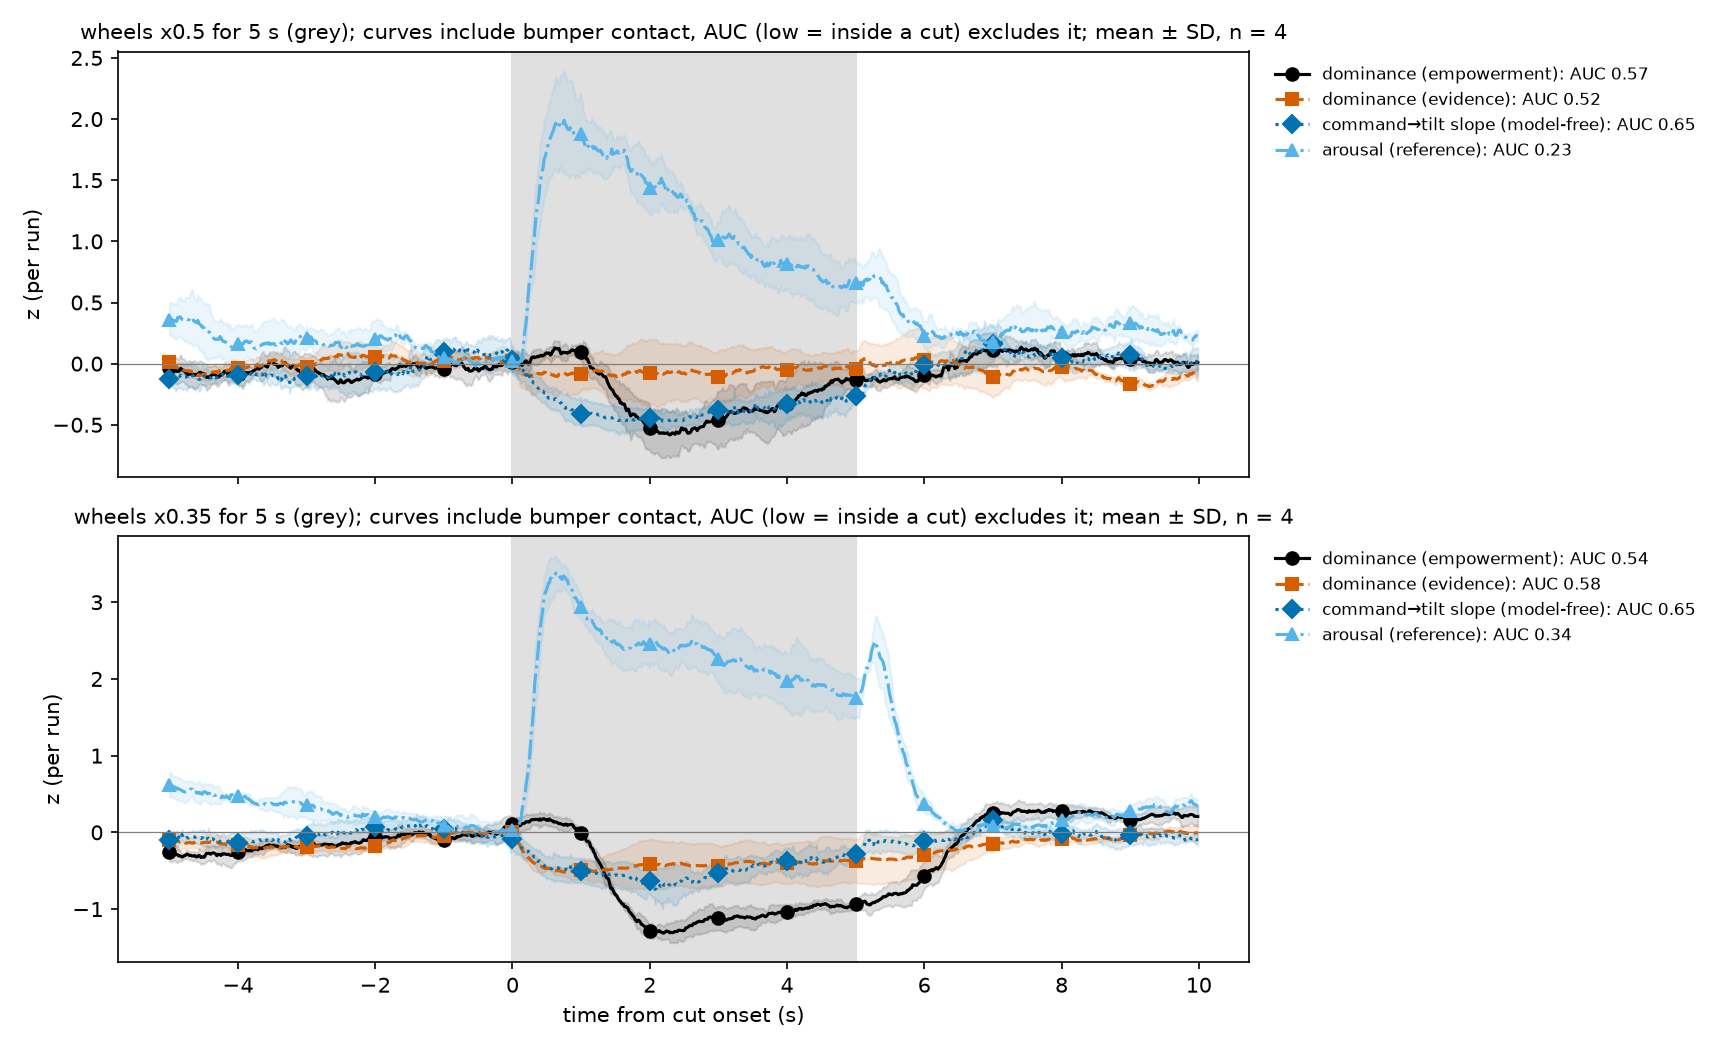 wheels x0.5 for 5 s (grey); curves include bumper contact, AUC (low = inside a cut) excludes it; mean ± SD, n = 4
2.5
2.0
1.5
1.0
0.5
0.0
−0.5
z (per run)
dominance (empowerment): AUC 0.57
dominance (evidence): AUC 0.52
command→tilt slope (model-free): AUC 0.65
arousal (reference): AUC 0.23
wheels x0.35 for 5 s (grey); curves include bumper contact, AUC (low = inside a cut) excludes it; mean ± SD, n = 4
3
2
1
0
−1
z (per run)
dominance (empowerment): AUC 0.54
dominance (evidence): AUC 0.58
command→tilt slope (model-free): AUC 0.65
arousal (reference): AUC 0.34
−4 −2 0 2 4 6 8 10
time from cut onset (s)